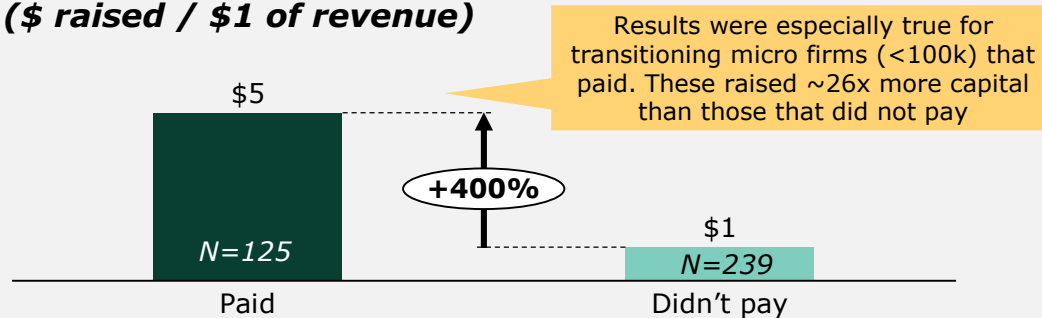 ($ raised / $1 of revenue)
Results were especially true for
transitioning micro firms (<100k) that
paid. These raised ~26x more capital
than those that did not pay
$5
+400%
$1
N=125
N=239
Paid
Didn’t pay